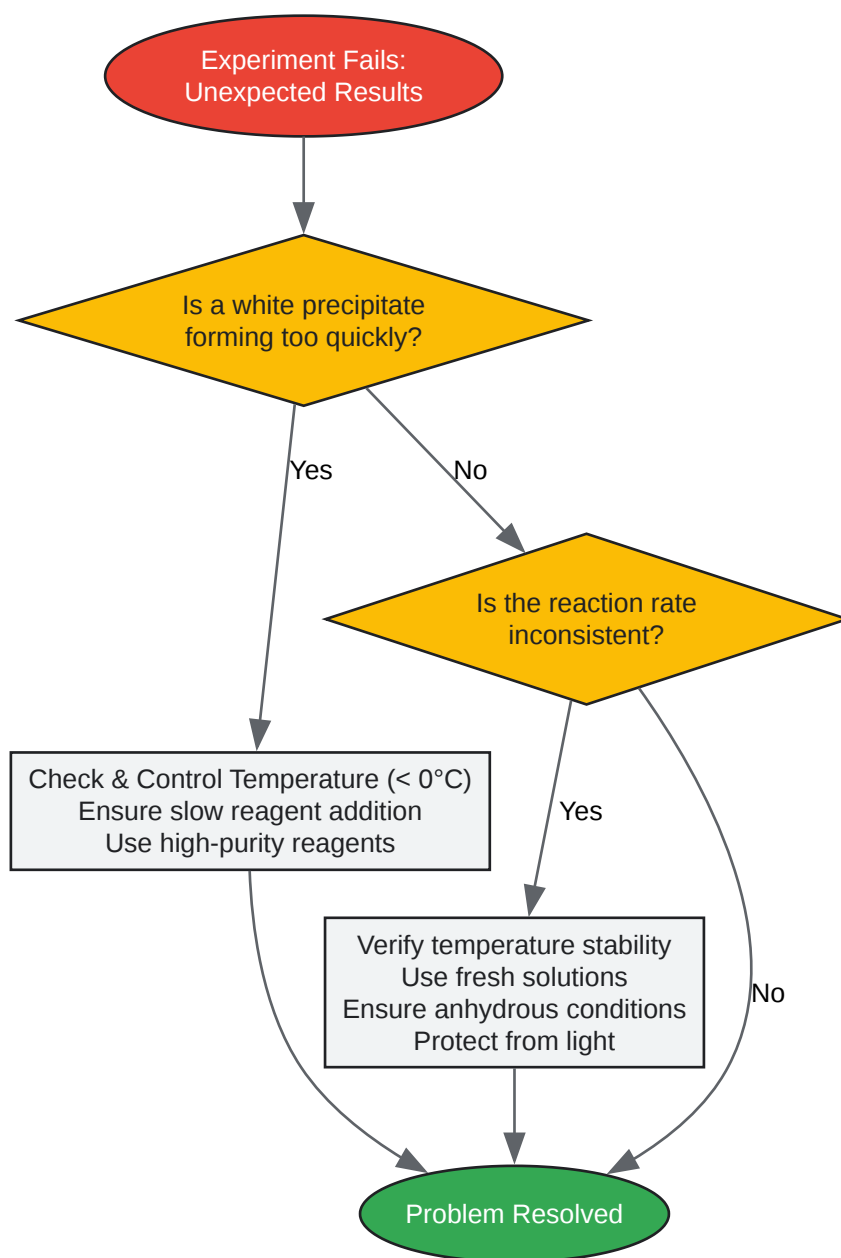 Experiment Fails:
Unexpected Results
Is a white precipitate
forming too quickly?
Yes
No
Is the reaction rate
inconsistent?
Check & Control Temperature (< 0°C)
Ensure slow reagent addition
Use high-purity reagents
Yes
Verify temperature stability
Use fresh solutions
Ensure anhydrous conditions
Protect from light
No
Problem Resolved